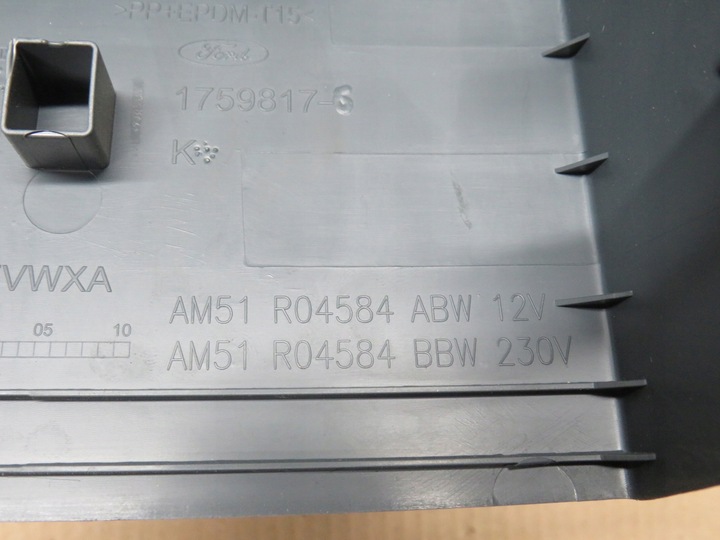 >PP+EPDM-T15<
Ford
1759817-6
K
VWXA
AM51 R04584 ABW 12V
05 10
AM51 R04584 BBW 230V